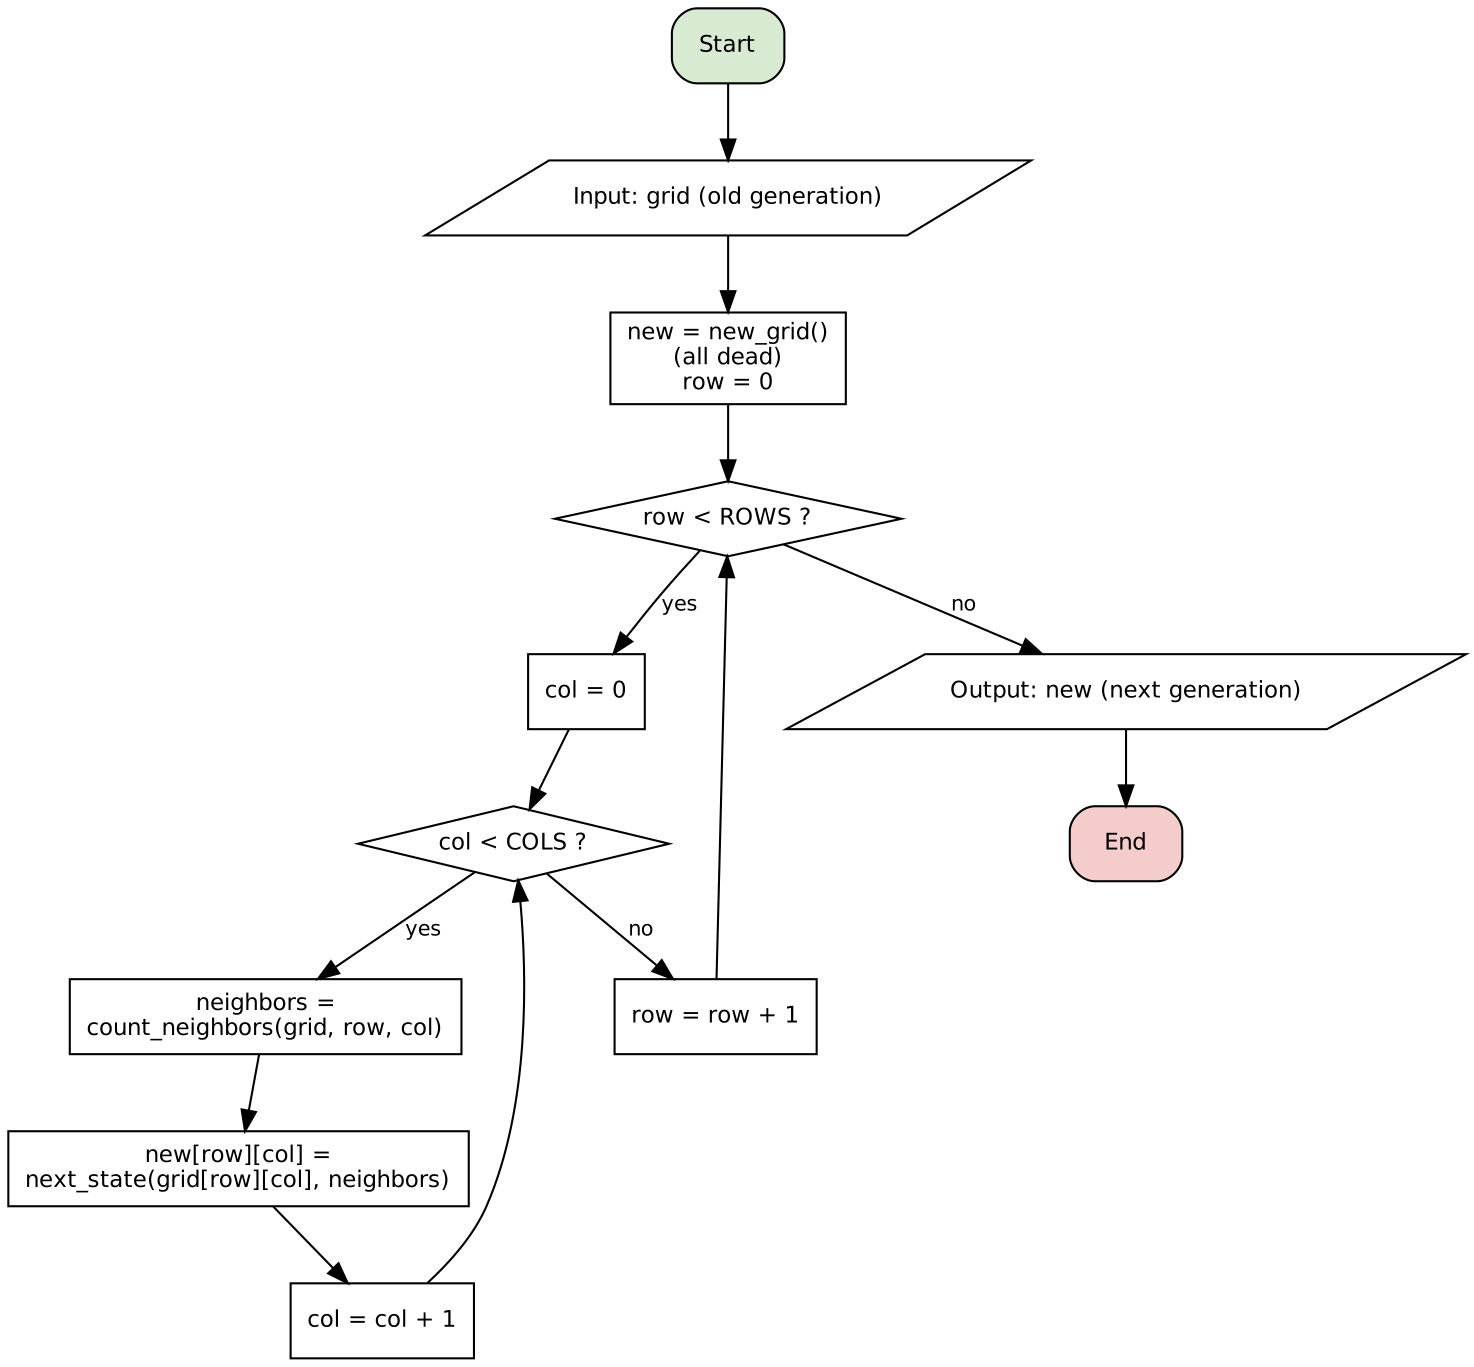 Start
Input: grid (old generation)
new = new_grid()
(all dead)
row = 0
row < ROWS ?
yes
no
col = 0
Output: new (next generation)
col < COLS ?
End
yes
no
neighbors =
count_neighbors(grid, row, col)
row = row + 1
new[row][col] =
next_state(grid[row][col], neighbors)
col = col + 1